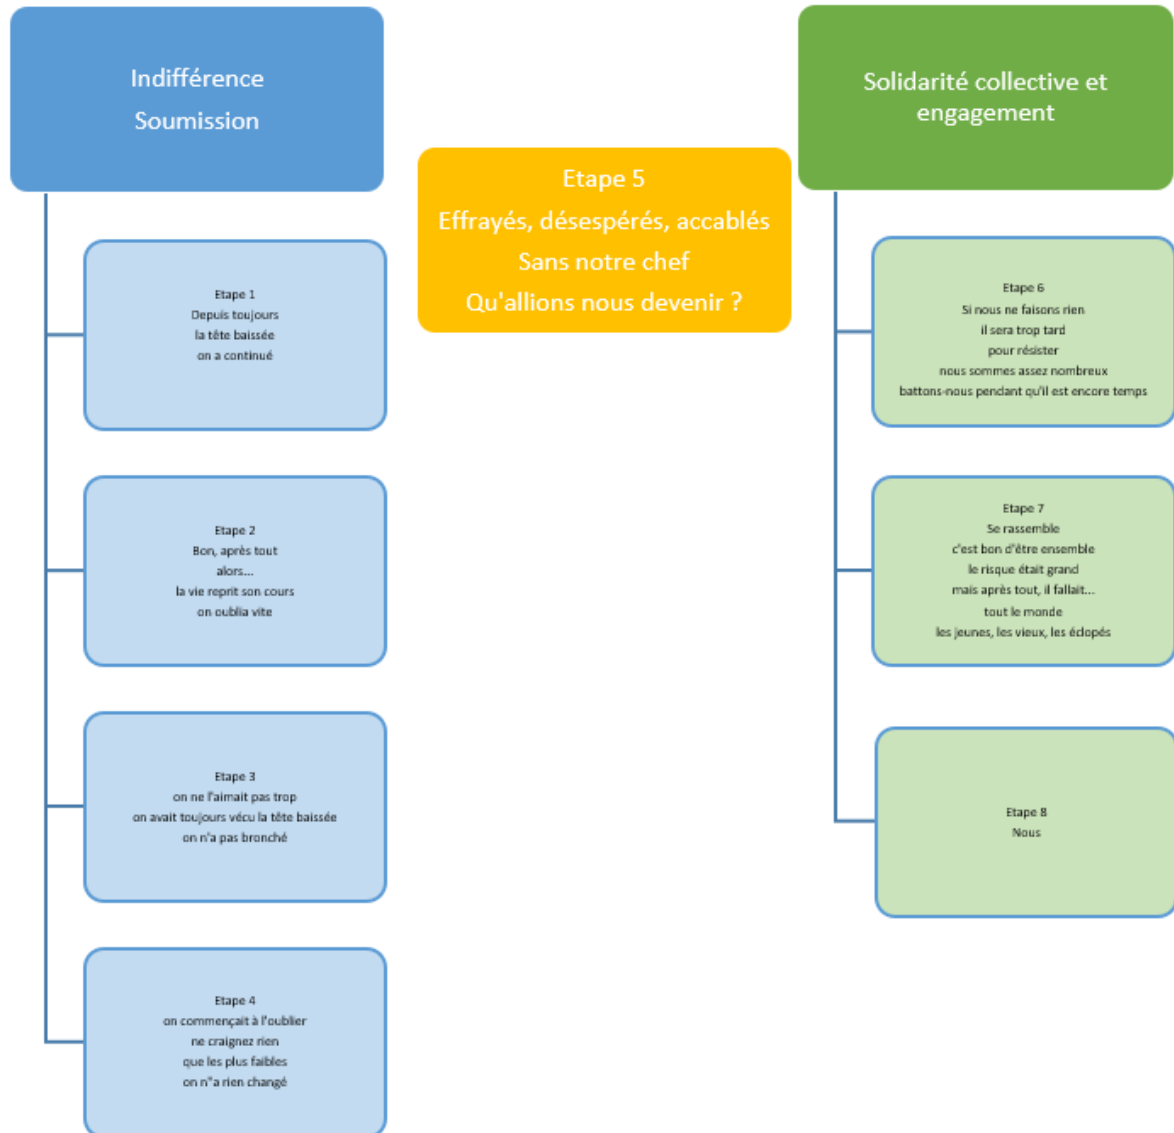 Indifférence
Soumission
Etape 1
Depuis toujours
la tête baissée
on a continué
Etape 2
Bon, après tout
alors...
la vie reprit son cours
on oublia vite
Etape 3
on ne l'aimait pas trop
on avait toujours vécu la tête baissée
on n'a pas bronché
Etape 4
on commençait à l'oublier
ne craignez rien
que les plus faibles
on n"a rien changé
Etape 5
Effrayés, désespérés, accablés
Sans notre chef
Qu'allions nous devenir ?
Solidarité collective et
engagement
Etape 6
Si nous ne faisons rien
il sera trop tard
pour résister
nous sommes assez nombreux
battons-nous pendant qu'il est encore temps
Etape 7
Se rassemble
c'est bon d'être ensemble
le risque était grand
mais après tout, il fallait...
tout le monde
les jeunes, les vieux, les éclopés
Etape 8
Nous